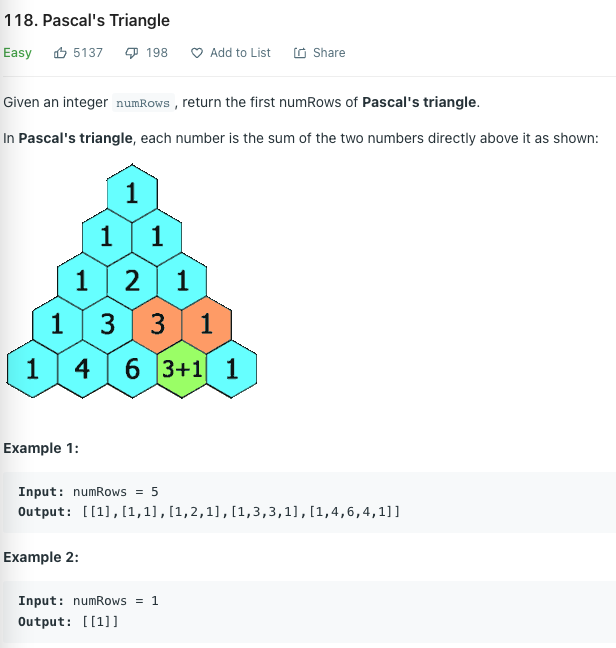 118. Pascal's Triangle
Easy 5137 198 Add to List Share
Given an integer numRows, return the first numRows of Pascal's triangle.
In Pascal's triangle, each number is the sum of the two numbers directly above it as shown:
1
1 1
1 2 1
1 3 3 1
1 4 6 3+1 1
Example 1:
Input: numRows = 5
Output: [[1],[1,1],[1,2,1],[1,3,3,1],[1,4,6,4,1]]
Example 2:
Input: numRows = 1
Output: [[1]]